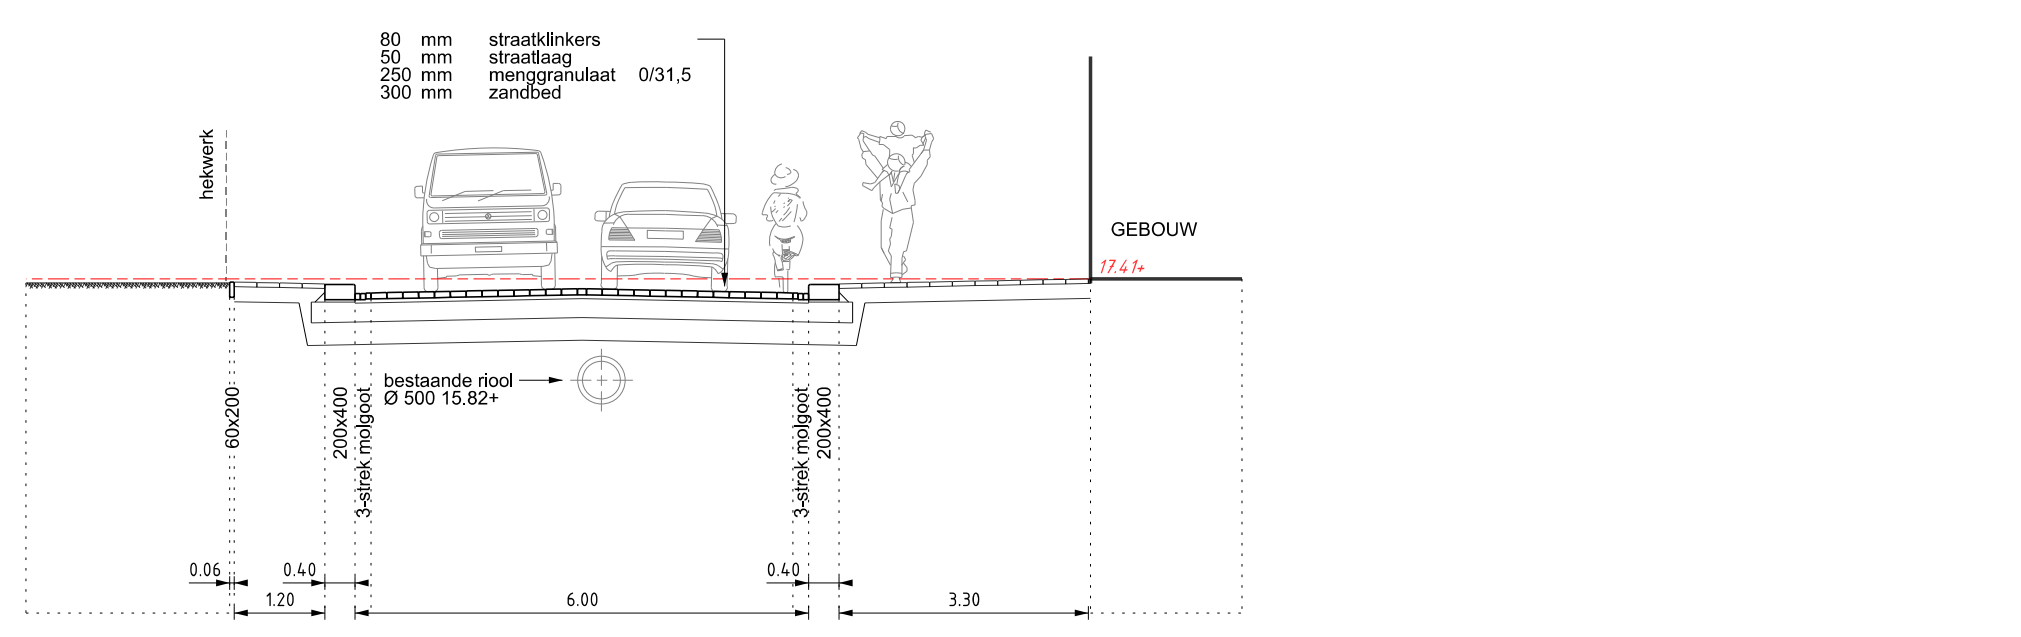 80 mm straatklinkers
50 mm straatlaag
250 mm menggranulaat 0/31,5
300 mm zandbed
hekwerk
GEBOUW
17.41+
bestaande riool
Ø 500 15.82+
60x200
200x400
3-strek molgoot
3-strek molgoot
200x400
0.06
0.40
0.40
1.20
6.00
3.30